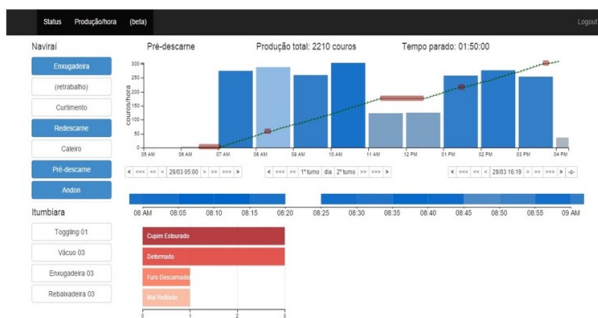 Status Produção/hora (beta) Logout
Naviraí
Enxugadeira
(retrabalho)
Curtimento
Redescarne
Caleiro
Pré-descarne
Andon
Itumbiara
Toggling 01
Vácuo 03
Enxugadeira 03
Rebaixadeira 03
Pré-descarne Produção total: 2210 couros Tempo parado: 01:50:00
couros/hora
300
250
200
150
100
50
0
05 AM 06 AM 07 AM 08 AM 09 AM 10 AM 11 AM 12 PM 01 PM 02 PM 03 PM 04 PM
28/03 05:00 1º turno dia 2º turno 28/03 16:19
08 AM 08:05 08:10 08:15 08:20 08:25 08:30 08:35 08:40 08:45 08:50 08:55 09 AM
Cupim Estourado
Deformado
Furo Descarnado
0 1 2 3